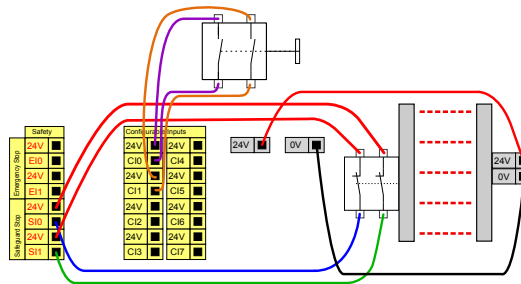 Safety
Emergency Stop
24V
EI0
24V
EI1
Safeguard Stop
24V
SI0
24V
SI1
Configurable Inputs
24V 24V
CI0 CI4
24V 24V
CI1 CI5
24V 24V
CI2 CI6
24V 24V
CI3 CI7
24V
0V
24V
0V